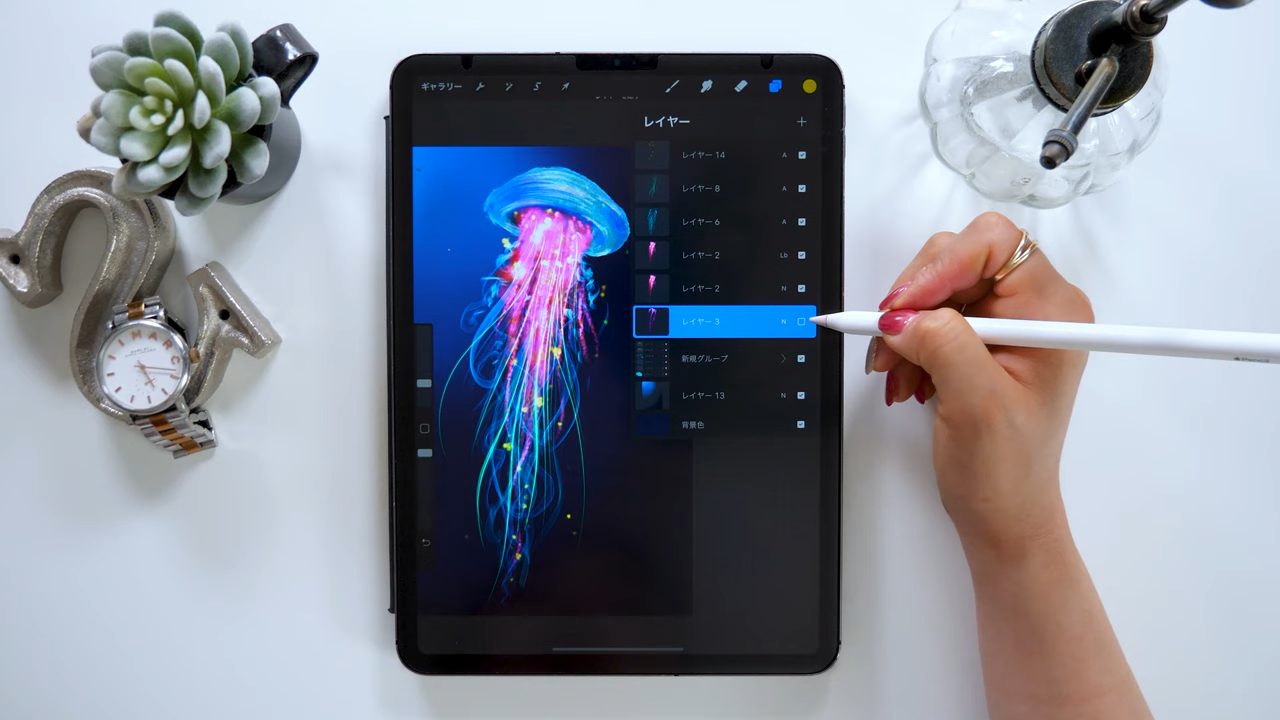 ギャラリー
レイヤー
レイヤー 14 A
レイヤー 8 A
レイヤー 6 A
レイヤー 2 Lb
レイヤー 2 N
レイヤー 3 N
新規グループ
レイヤー 13 N
背景色
MARC